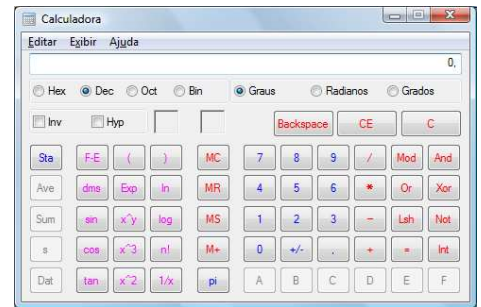 Calculadora
Editar Exibir Ajuda
0,
Hex Dec Oct Bin Graus Radianos Grados
Inv Hyp Backspace CE C
Sta F-E ( ) MC 7 8 9 / Mod And
Ave dms Exp ln MR 4 5 6 * Or Xor
Sum sin x^y log MS 1 2 3 - Lsh Not
s cos x^3 n! M+ 0 +/- , + = Int
Dat tan x^2 1/x pi A B C D E F